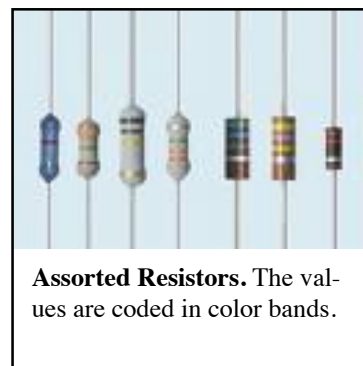 Assorted Resistors. The val-
ues are coded in color bands.